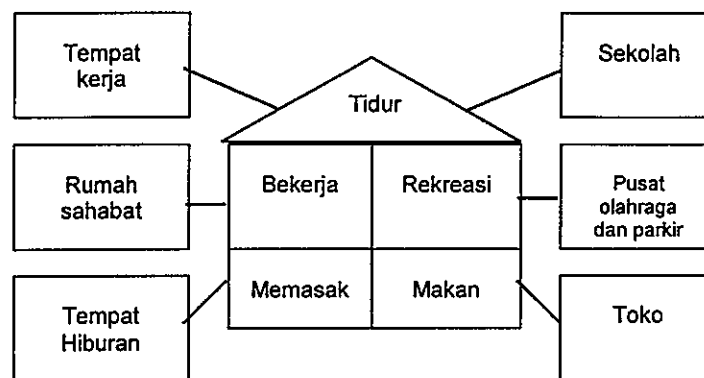 Tempat
kerja
Tidur
Sekolah
Rumah
sahabat
Bekerja
Rekreasi
Pusat
olahraga
dan parkir
Tempat
Hiburan
Memasak
Makan
Toko